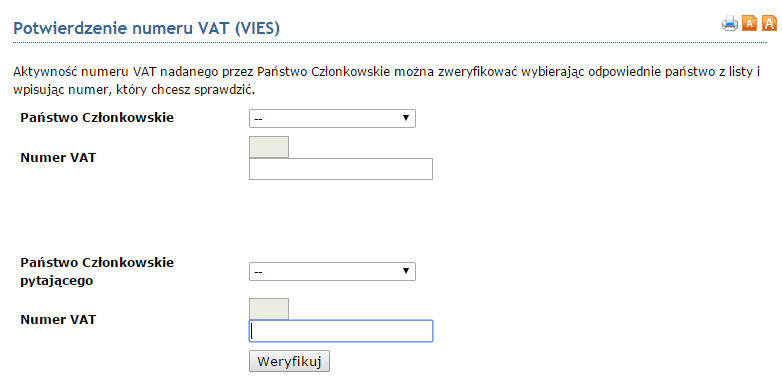 Potwierdzenie numeru VAT (VIES)
A A
Aktywność numeru VAT nadanego przez Państwo Członkowskie można zweryfikować wybierając odpowiednie państwo z listy i
wpisując numer, który chcesz sprawdzić.
Państwo Członkowskie --
Numer VAT
Państwo Członkowskie
pytającego --
Numer VAT
Weryfikuj